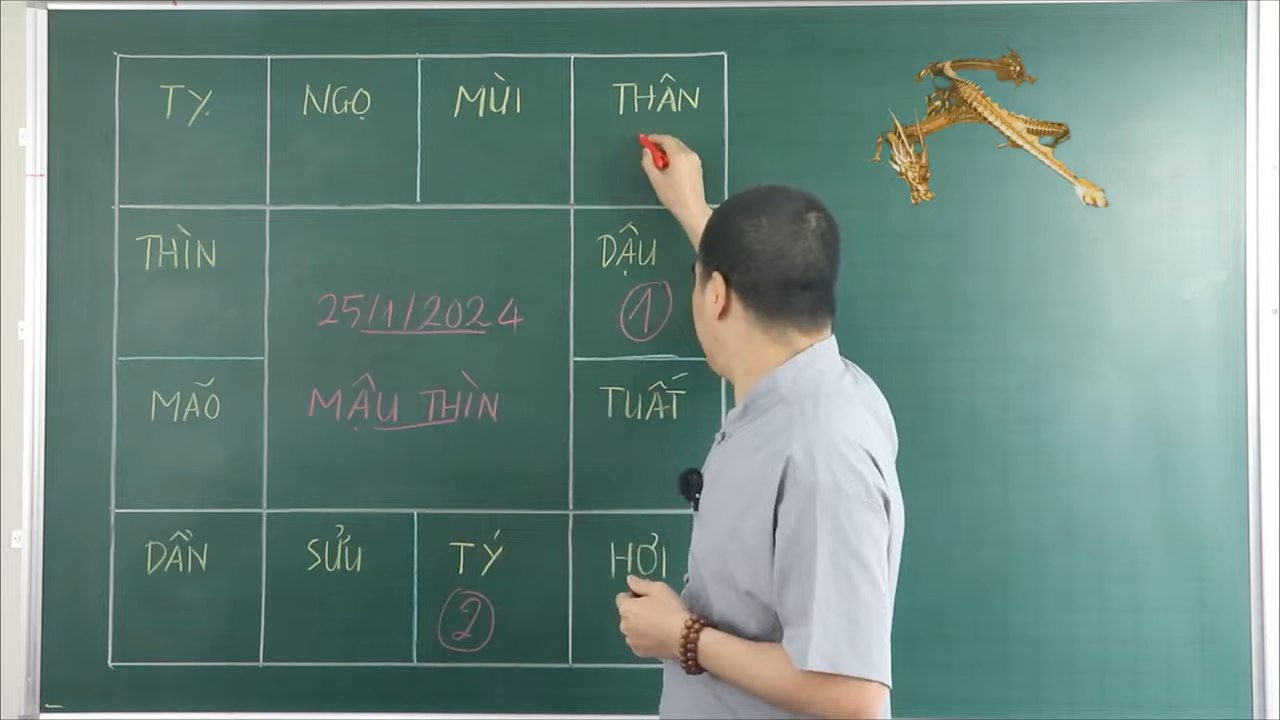 TỴ
NGỌ
MÙI
THÂN
THÌN
DẬU
1
25/1/2024
MẬU THÌN
MÃO
TUẤT
DẦN
SỬU
TÝ
HỢI
2